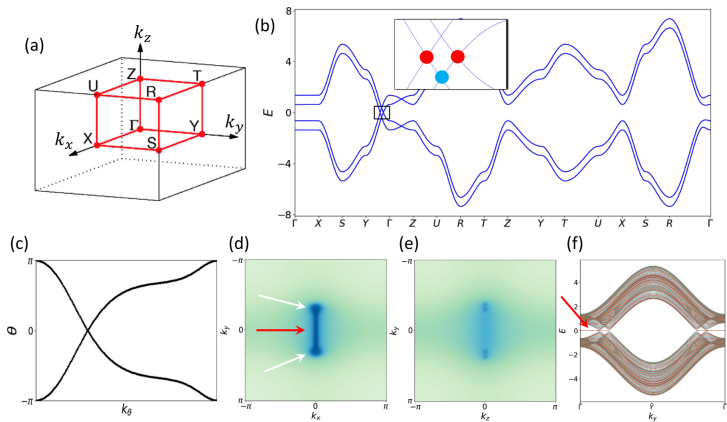 (a)
k_z
Z
T
U
R
Γ
Y
k_y
k_x
X
S
(b)
8
4
0
−4
−8
E
Γ X S Y Γ Z U R T Z Y T U X S R Γ
(c)
π
0
−π
Θ
k_θ
(d)
−π
0
π
k_y
−π 0 π
k_x
(e)
−π
0
π
k_y
−π 0 π
k_z
(f)
4
2
0
−2
−4
E
Γ̄ Ȳ Γ̄
k_y